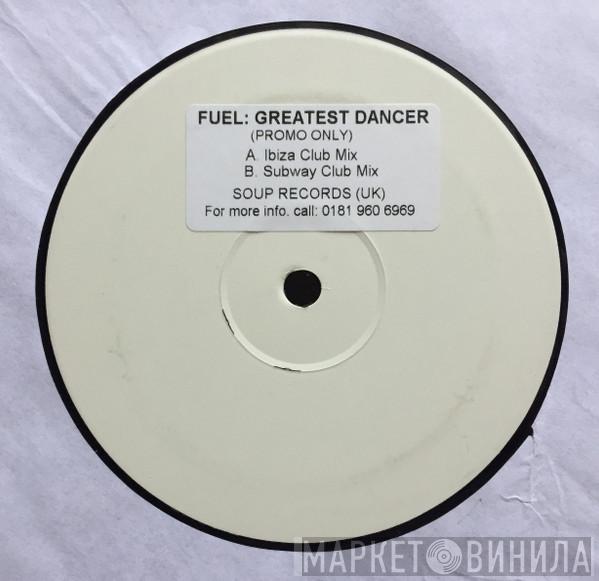 FUEL: GREATEST DANCER
(PROMO ONLY)
A. Ibiza Club Mix
B. Subway Club Mix
SOUP RECORDS (UK)
For more info. call: 0181 960 6969
МАРКЕТ ВИНИЛА